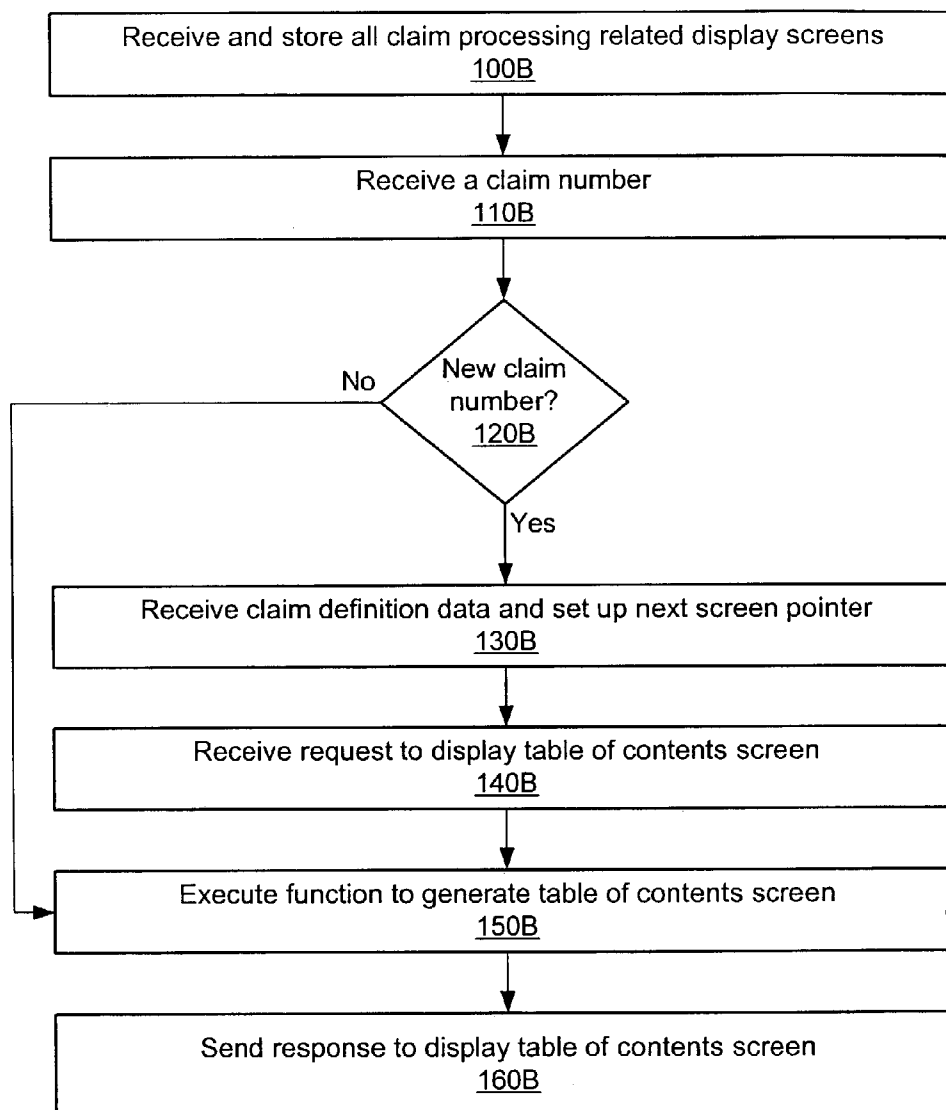 Receive and store all claim processing related display screens
100B
Receive a claim number
110B
No
New claim
number?
120B
Yes
Receive claim definition data and set up next screen pointer
130B
Receive request to display table of contents screen
140B
Execute function to generate table of contents screen
150B
Send response to display table of contents screen
160B